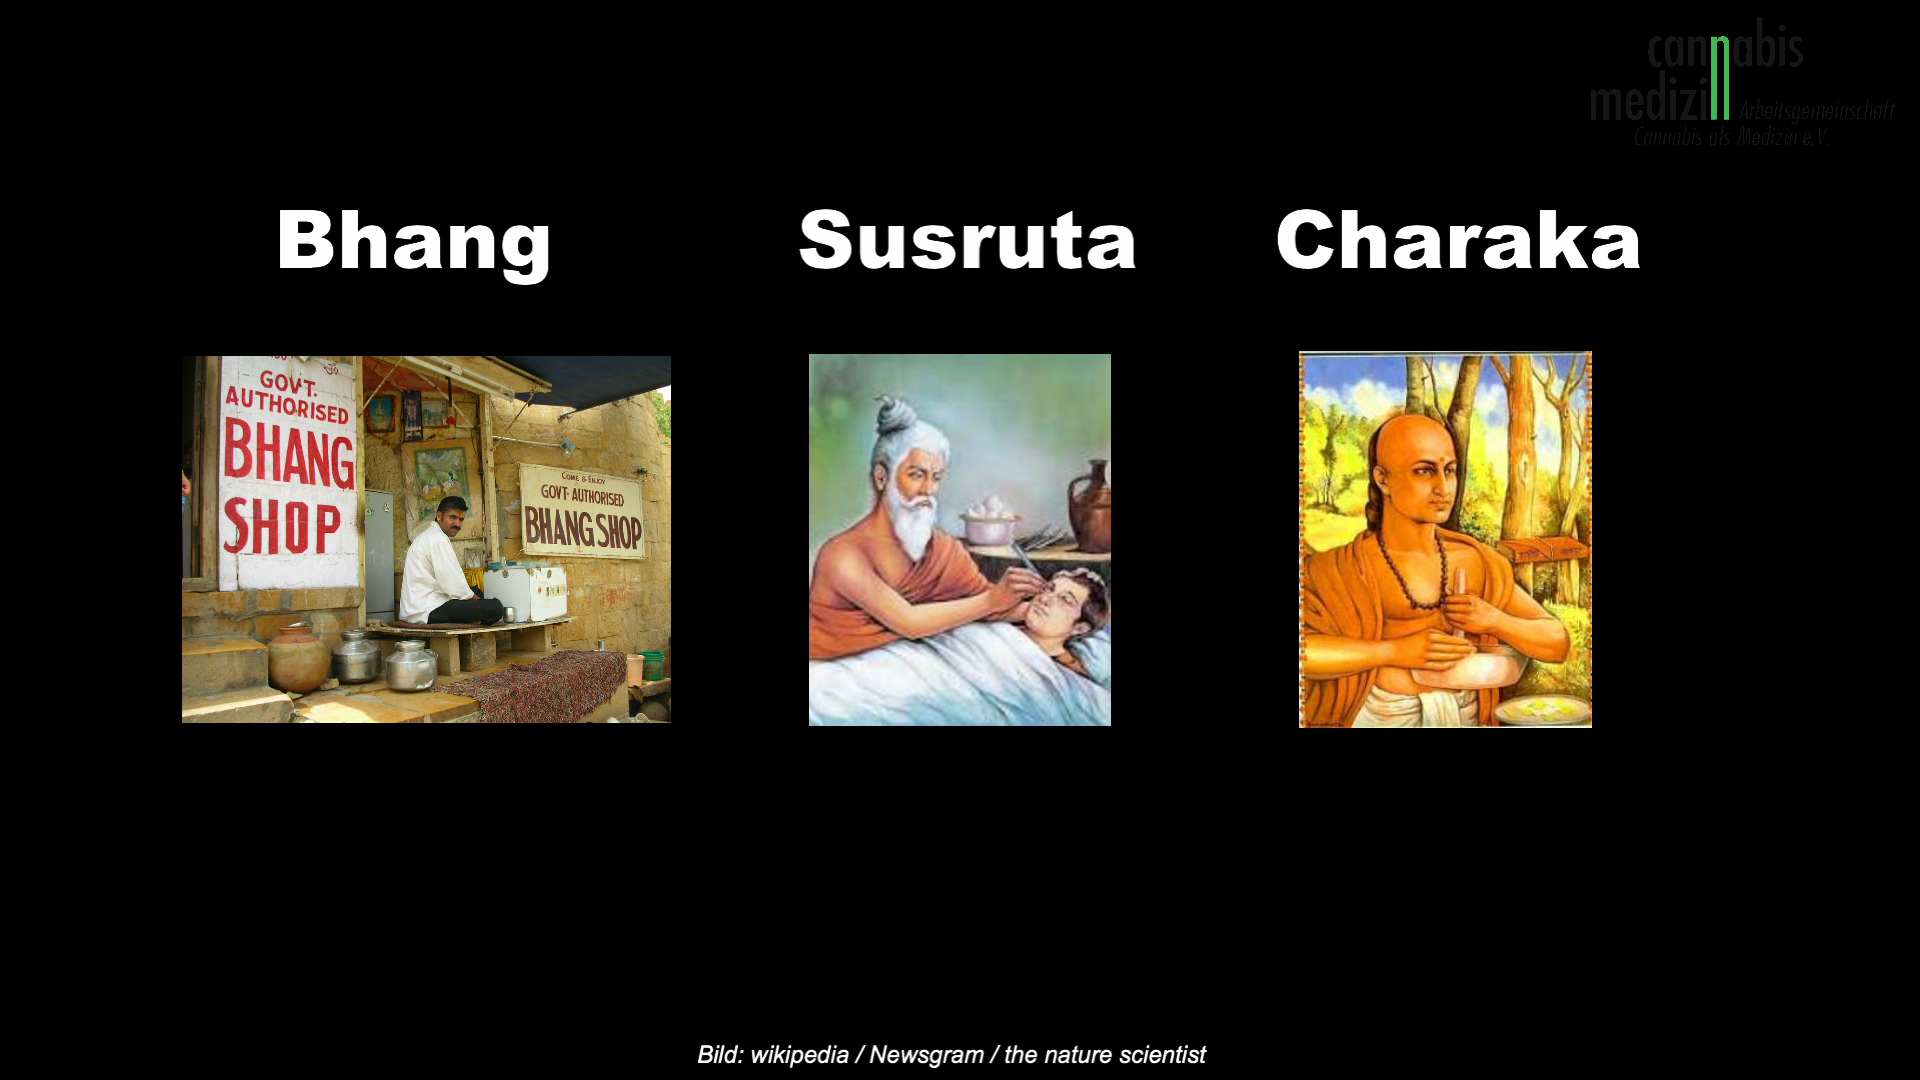 cannabis
medizin Arbeitsgemeinschaft
Cannabis als Medizin e.V.
Bhang Susruta Charaka
GOVT.
AUTHORISED
BHANG
SHOP
COME & ENJOY
GOVT- AUTHORISED
BHANG SHOP
Bild: wikipedia / Newsgram / the nature scientist